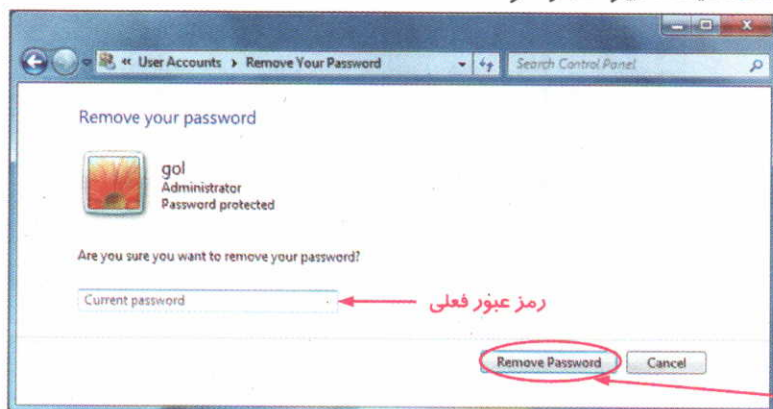 « User Accounts › Remove Your Password
Search Control Panel
Remove your password
gol
Administrator
Password protected
Are you sure you want to remove your password?
Current password
رمز عبور فعلی
Remove Password Cancel